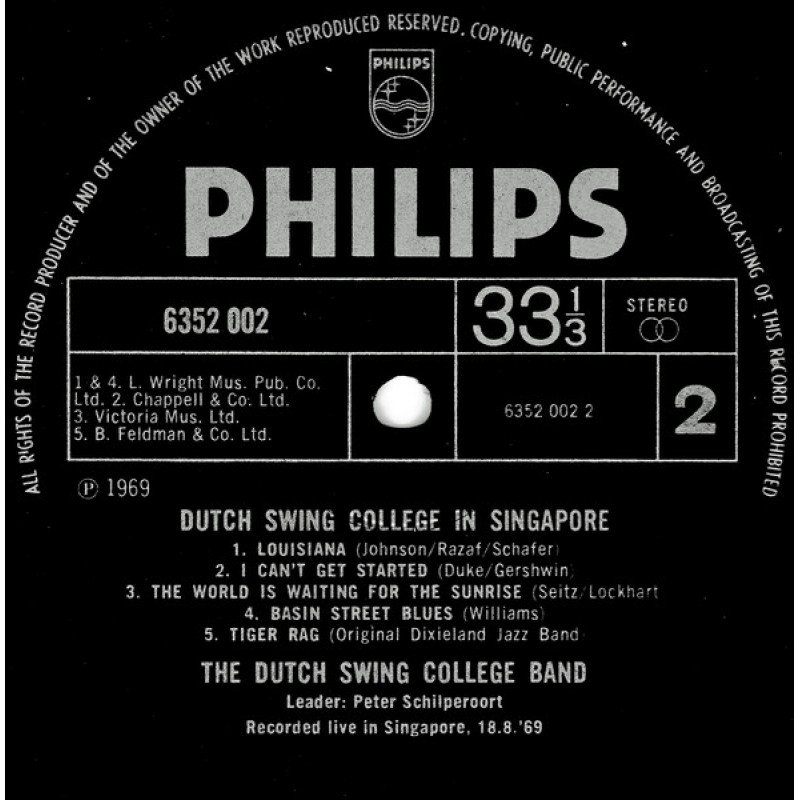 ALL RIGHTS OF THE RECORD PRODUCER AND OF THE OWNER OF THE WORK REPRODUCED RESERVED. COPYING, PUBLIC PERFORMANCE AND BROADCASTING OF THIS RECORD PROHIBITED
PHILIPS
PHILIPS
6352 002
33 1/3
STEREO
1 & 4. L. Wright Mus. Pub. Co.
Ltd. 2. Chappell & Co. Ltd.
3. Victoria Mus. Ltd.
5. B. Feldman & Co. Ltd.
6352 002 2
2
Ⓟ 1969
DUTCH SWING COLLEGE IN SINGAPORE
1. LOUISIANA (Johnson/Razaf/Schafer)
2. I CAN'T GET STARTED (Duke/Gershwin)
3. THE WORLD IS WAITING FOR THE SUNRISE (Seitz/Lockhart
4. BASIN STREET BLUES (Williams)
5. TIGER RAG (Original Dixieland Jazz Band)
THE DUTCH SWING COLLEGE BAND
Leader: Peter Schilperoort
Recorded live in Singapore, 18.8.'69